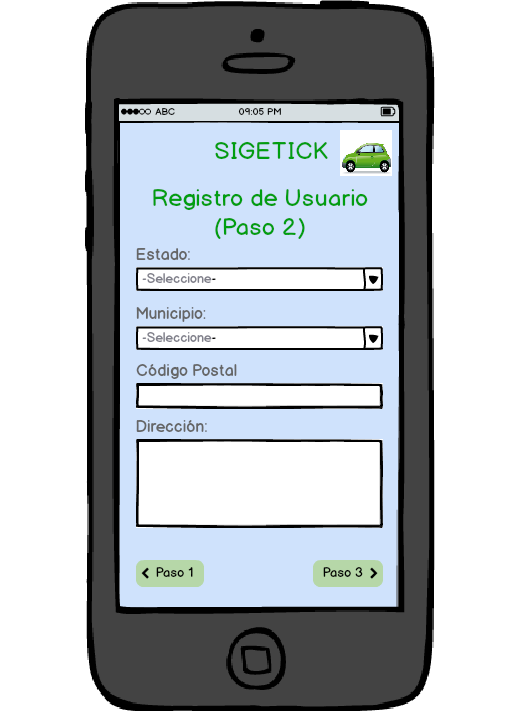 ABC 09:05 PM
SIGETICK
Registro de Usuario
(Paso 2)
Estado:
-Seleccione-
Municipio:
-Seleccione-
Código Postal
Dirección:
Paso 1 Paso 3